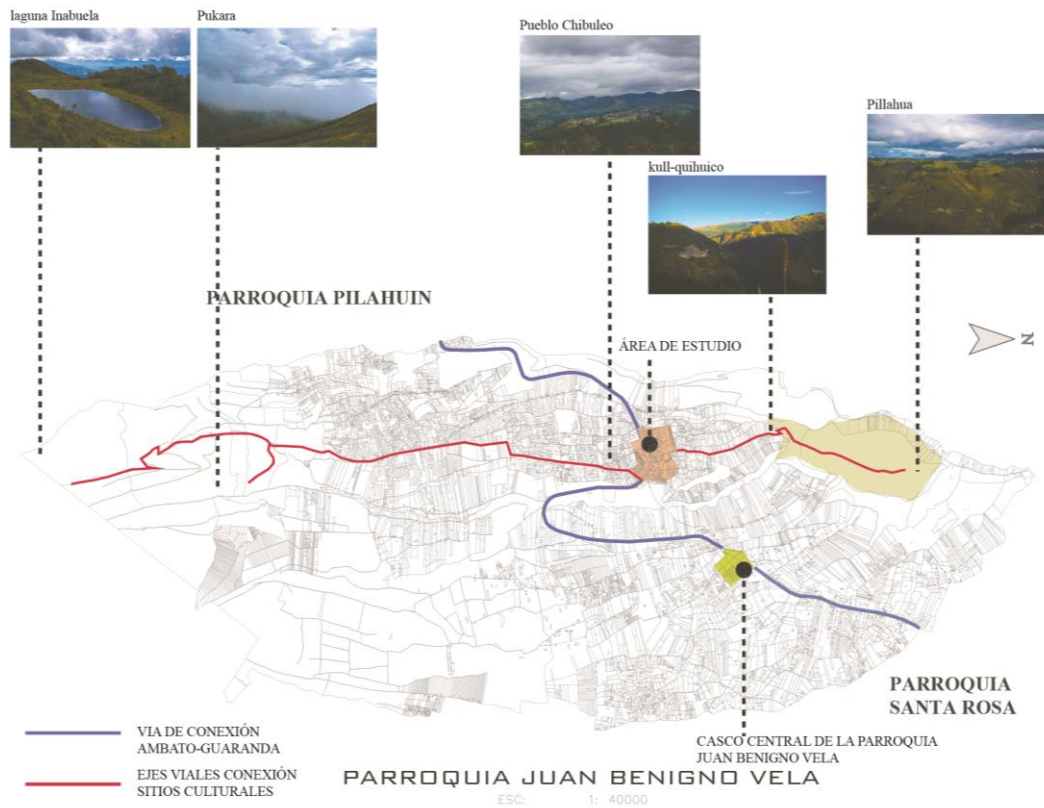 laguna Inabuela
Pukara
Pueblo Chibuleo
Pillahua
kull-quihuico
PARROQUIA PILAHUIN
ÁREA DE ESTUDIO
N
PARROQUIA
SANTA ROSA
CASCO CENTRAL DE LA PARROQUIA
JUAN BENIGNO VELA
VIA DE CONEXIÓN
AMBATO-GUARANDA
EJES VIALES CONEXIÓN
SITIOS CULTURALES
PARROQUIA JUAN BENIGNO VELA
ESC: 1: 40000